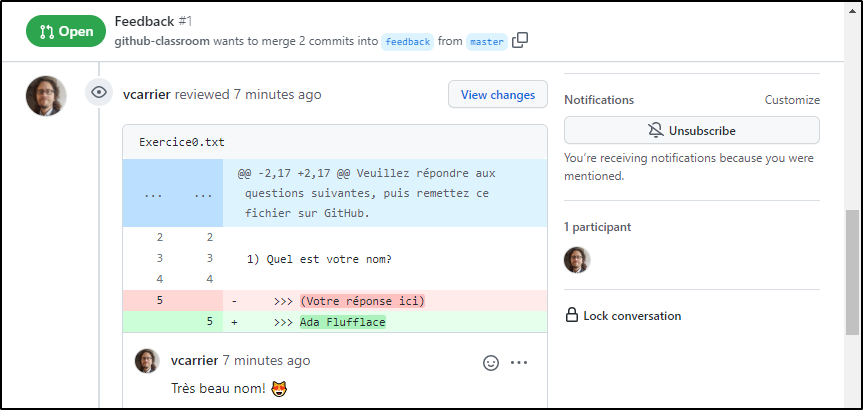 Open
Feedback #1
github-classroom wants to merge 2 commits into feedback from master
vcarrier reviewed 7 minutes ago
View changes
Exercice0.txt
... ... @@ -2,17 +2,17 @@ Veuillez répondre aux
questions suivantes, puis remettez ce
fichier sur GitHub.
2 2
3 3 1) Quel est votre nom?
4 4
5 - >>> (Votre réponse ici)
5 + >>> Ada Flufflace
vcarrier 7 minutes ago
Très beau nom! 😻
Notifications
Customize
Unsubscribe
You're receiving notifications because you were
mentioned.
1 participant
Lock conversation